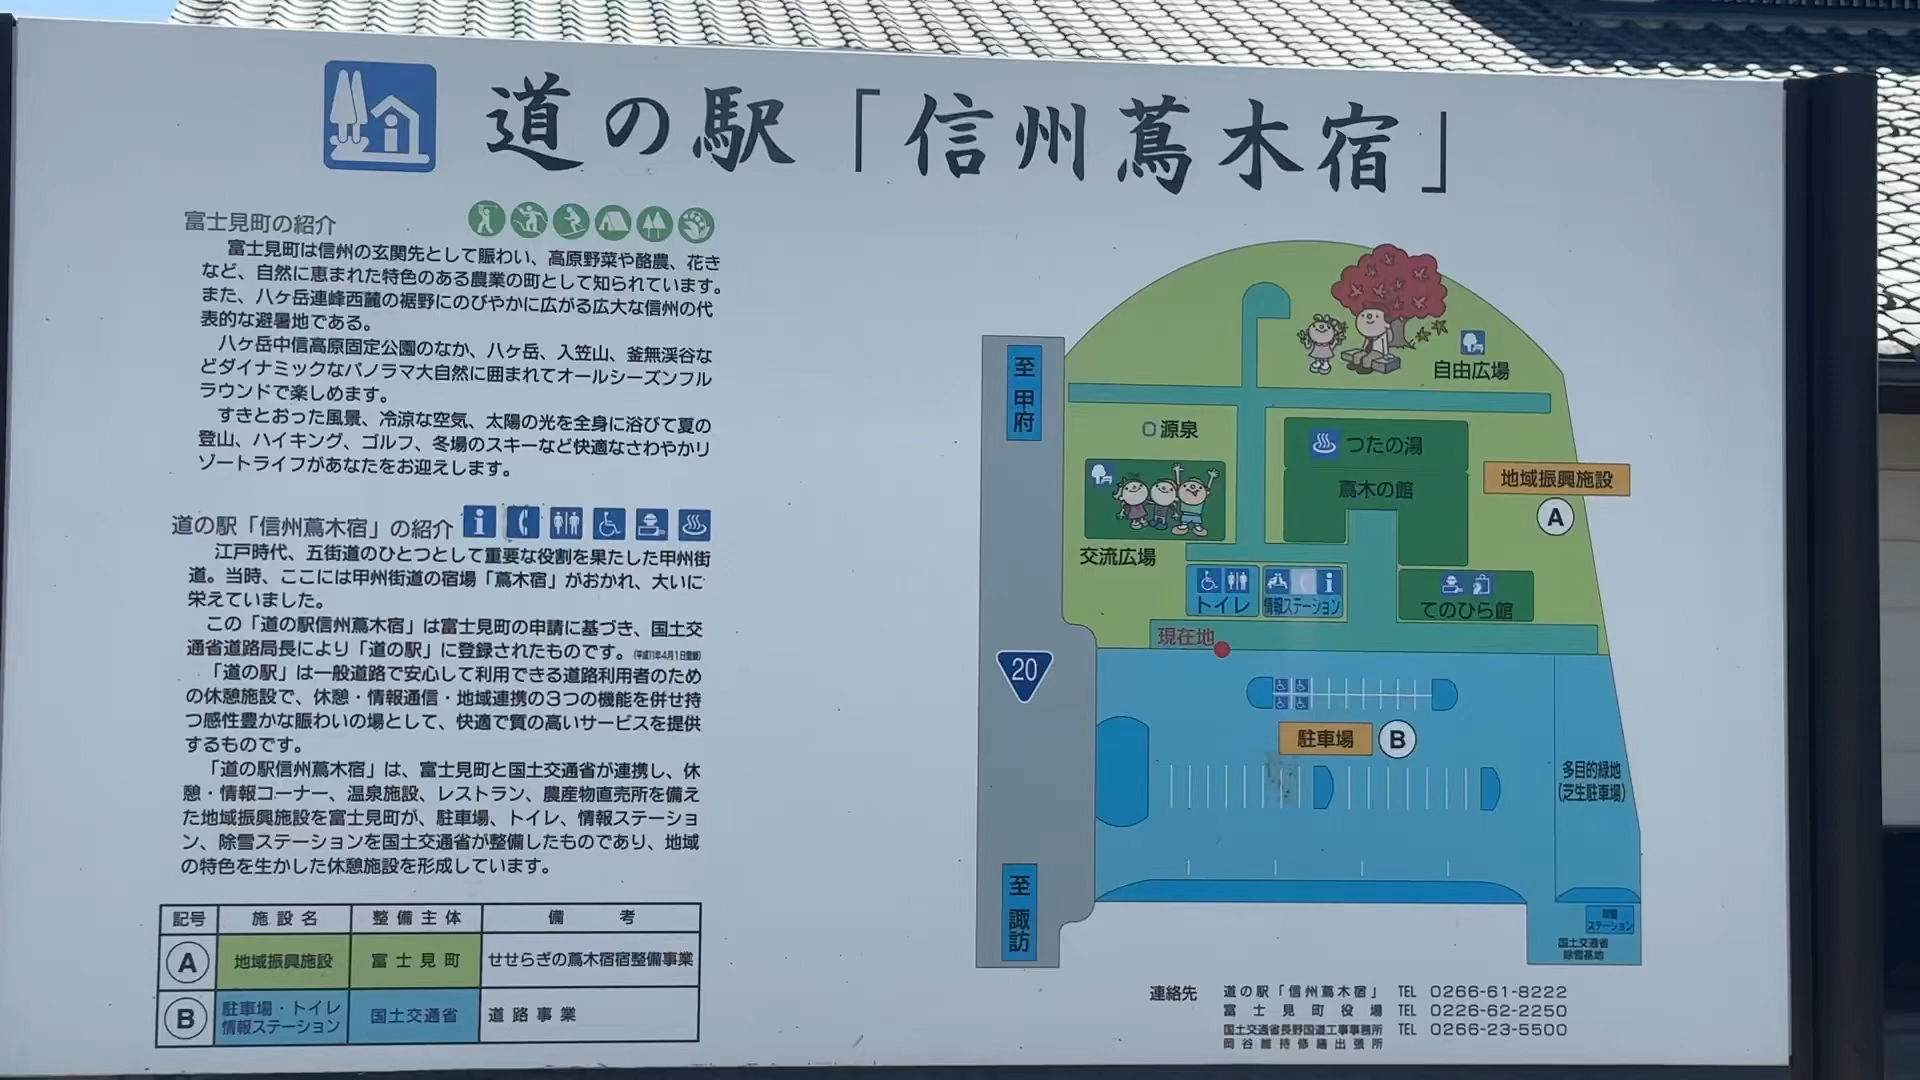 道の駅「信州蔦木宿」
富士見町の紹介
富士見町は信州の玄関先として賑わい、高原野菜や酪農、花き
など、自然に恵まれた特色のある農業の町として知られています。
また、八ヶ岳連峰西麓の裾野にのびやかに広がる広大な信州の代
表的な避暑地である。
八ヶ岳中信高原固定公園のなか、八ヶ岳、入笠山、釜無渓谷な
どダイナミックなパノラマ大自然に囲まれてオールシーズンフル
ラウンドで楽しめます。
すきとおった風景、冷涼な空気、太陽の光を全身に浴びて夏の
登山、ハイキング、ゴルフ、冬場のスキーなど快適なさわやかリ
ゾートライフがあなたをお迎えします。
道の駅「信州蔦木宿」の紹介
江戸時代、五街道のひとつとして重要な役割を果たした甲州街
道。当時、ここには甲州街道の宿場「蔦木宿」がおかれ、大いに
栄えていました。
この「道の駅信州蔦木宿」は富士見町の申請に基づき、国土交
通省道路局長により「道の駅」に登録されたものです。(平成11年4月1日登録)
「道の駅」は一般道路で安心して利用できる道路利用者のため
の休憩施設で、休憩・情報通信・地域連携の3つの機能を併せ持
つ感性豊かな賑わいの場として、快適で質の高いサービスを提供
するものです。
「道の駅信州蔦木宿」は、富士見町と国土交通省が連携し、休
憩・情報コーナー、温泉施設、レストラン、農産物直売所を備え
た地域振興施設を富士見町が、駐車場、トイレ、情報ステーショ
ン、除雪ステーションを国土交通省が整備したものであり、地域
の特色を生かした休憩施設を形成しています。
記号 施設名 整備主体 備考
A 地域振興施設 富士見町 せせらぎの蔦木宿宿整備事業
B 駐車場・トイレ 国土交通省 道路事業
情報ステーション
至 甲府
自由広場
源泉
つたの湯
蔦木の館
地域振興施設
A
交流広場
トイレ
情報ステーション
てのひら館
現在地
20
駐車場 B
多目的緑地
(芝生駐車場)
至 諏訪
除雪
ステーション
国土交通省
除雪基地
連絡先 道の駅「信州蔦木宿」 TEL 0266-61-8222
富士見町役場 TEL 0226-62-2250
国土交通省長野国道工事事務所 TEL 0266-23-5500
岡谷維持修繕出張所